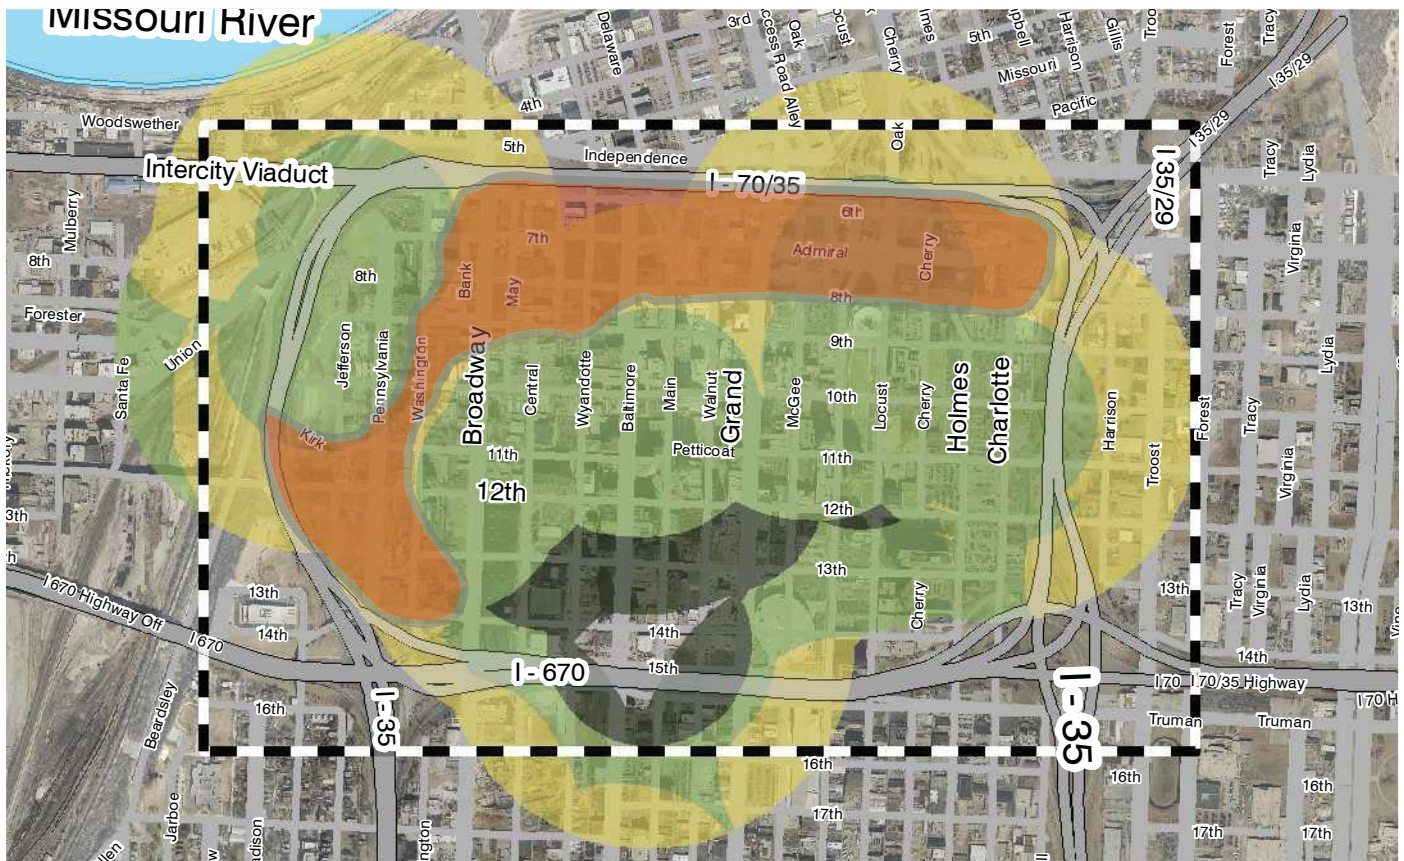 Missouri River
Delaware
3rd
Oak
Cherry
5th
Harrison
Gillis
Forest
Tracy
Missouri
Pacific
I 35/29
4th
Access Road Alley
Woodswether
Oak
I 35/29
5th
Independence
Intercity Viaduct
I - 70/35
I 35/29
Tracy
Lydia
Mulberry
6th
Virginia
7th
Admiral
Cherry
8th
8th
Bank
May
8th
Forester
9th
Union
Jefferson
Pennsylvania
Washington
Broadway
Central
Wyandotte
Baltimore
Main
Walnut
Grand
McGee
10th
Locust
Cherry
Holmes
Charlotte
Harrison
Forest
Tracy
Lydia
Santa Fe
Kirk
11th
Petticoat
11th
Troost
Virginia
12th
12th
13th
13th
Cherry
13th
Tracy
Virginia
Lydia
13th
I 670 Highway Off
I 670
14th
14th
14th
15th
I - 670
I 70
I 70/35 Highway
I 70 H
Beardsley
16th
I - 35
I - 35
Truman
Truman
16th
16th
16th
Jarboe
17th
17th
17th